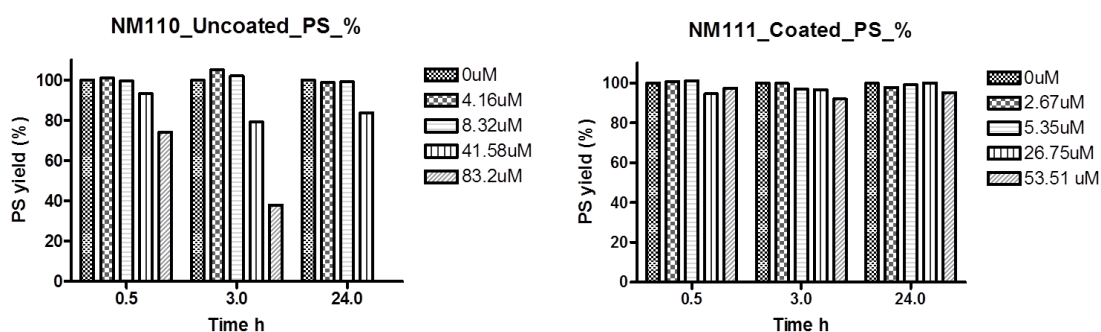 NM110_Uncoated_PS_%
PS yield (%)
100
80
60
40
20
0
0.5
3.0
24.0
Time h
0uM
4.16uM
8.32uM
41.58uM
83.2uM
NM111_Coated_PS_%
PS yield (%)
100
80
60
40
20
0
0.5
3.0
24.0
Time h
0uM
2.67uM
5.35uM
26.75uM
53.51 uM